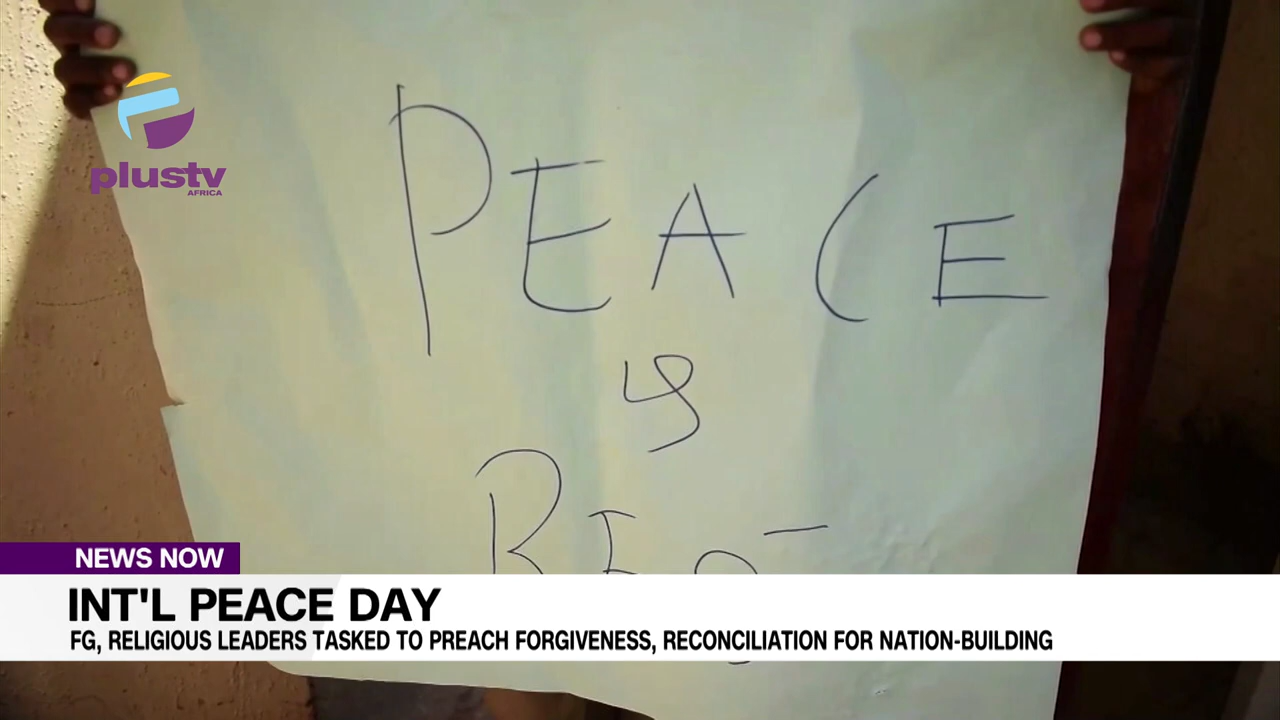 plustv
AFRICA
PEACE
&
NEWS NOW
INT'L PEACE DAY
FG, RELIGIOUS LEADERS TASKED TO PREACH FORGIVENESS, RECONCILIATION FOR NATION-BUILDING